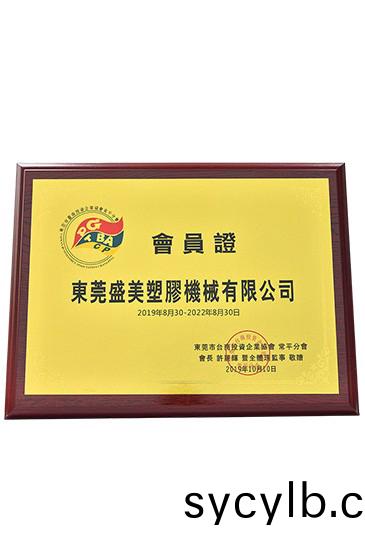 會員證
東莞盛美塑膠機械有限公司
2019年8月30-2022年8月30日
東莞市台商投資企業協會 常平分會
會長 許建輝 暨全體理監事 敬贈
2019年10月10日
sycylb.c